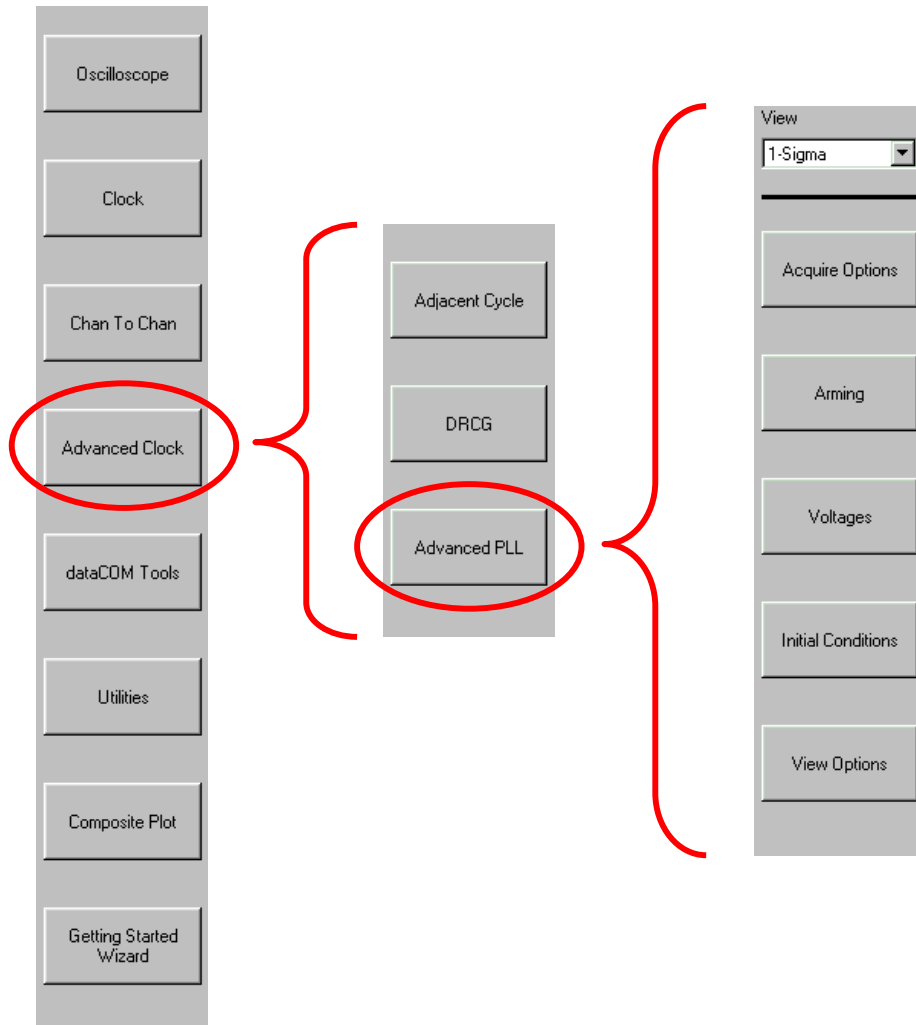 Oscilloscope
Clock
Chan To Chan
Advanced Clock
dataCOM Tools
Utilities
Composite Plot
Getting Started
Wizard
Adjacent Cycle
DRCG
Advanced PLL
View
1-Sigma
Acquire Options
Arming
Voltages
Initial Conditions
View Options